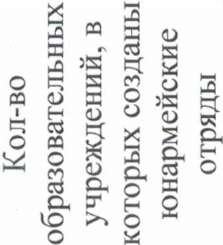 Кол-во
образовательных
учреждений, в
которых созданы
юнармейские
отряды